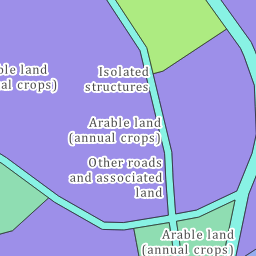 ble land
al crops)
Isolated
structures
Arable land
(annual crops)
Other roads
and associated
land
Arable land
(annual crops)